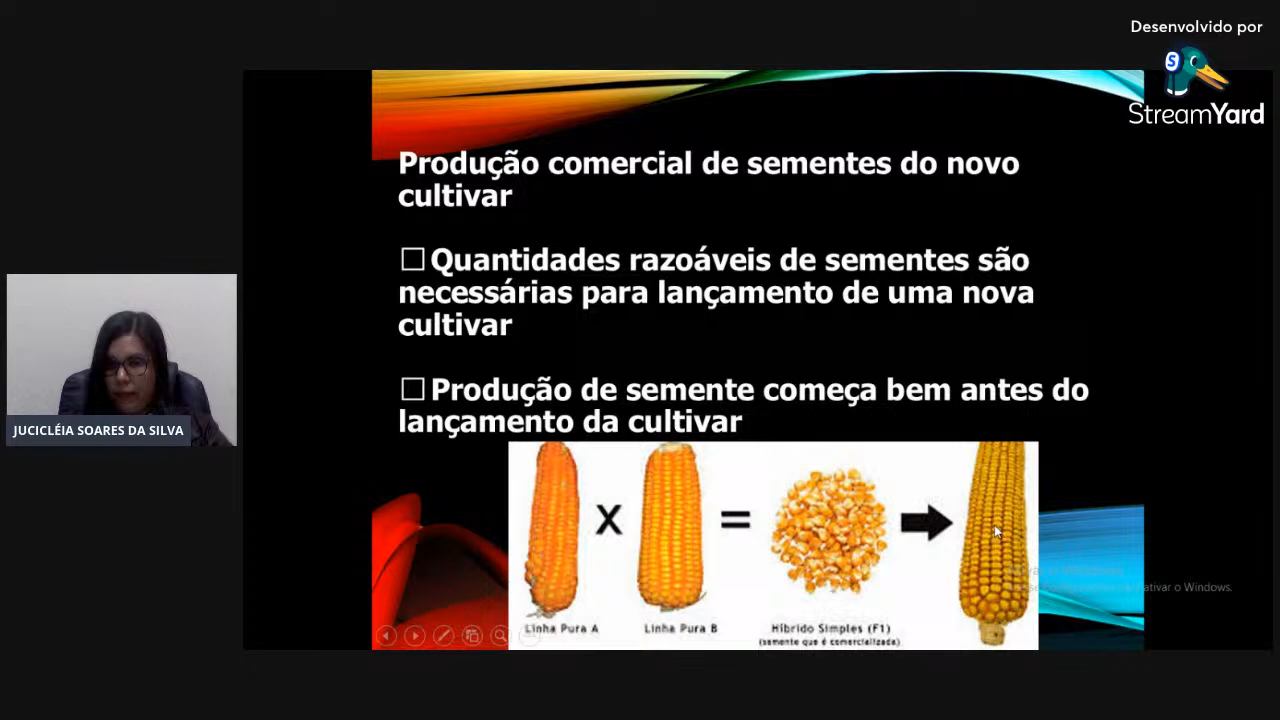 Desenvolvido por
StreamYard
Produção comercial de sementes do novo
cultivar
Quantidades razoáveis de sementes são
necessárias para lançamento de uma nova
cultivar
Produção de semente começa bem antes do
lançamento da cultivar
JUCICLÉIA SOARES DA SILVA
X
=
Linha Pura A
Linha Pura B
Híbrido Simples (F1)
(semente que é comercializada)
ativar o Windows.